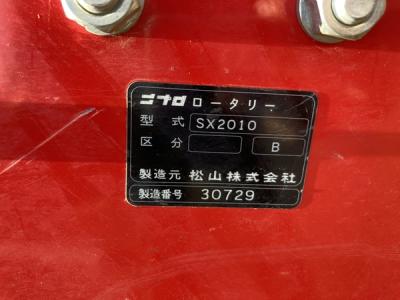 ニプロ ロータリー
型式 SX2010
区分 B
製造元 松山株式会社
製造番号 30729